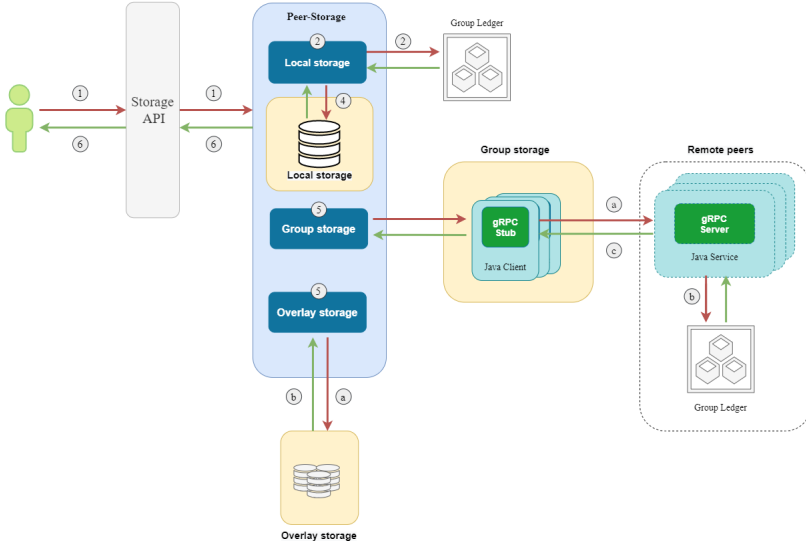 Peer-Storage
Group Ledger
2
2
Local storage
1
1
4
Storage
API
6
6
Local storage
Group storage
Remote peers
5
Group storage
gRPC
Stub
Java Client
a
c
gRPC
Server
Java Service
b
5
Overlay storage
Group Ledger
b
a
Overlay storage